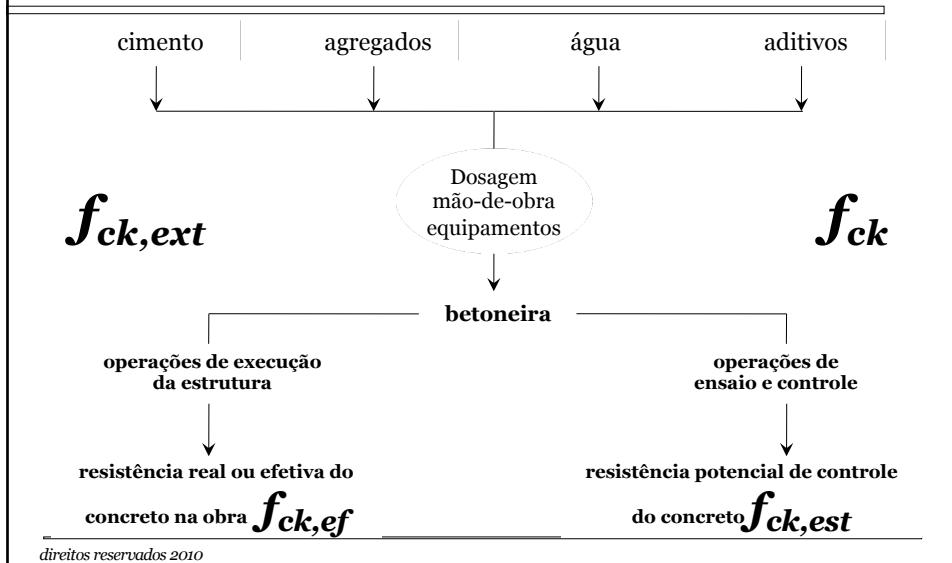 cimento agregados água aditivos
Dosagem
mão-de-obra
equipamentos
fck,ext
fck
betoneira
operações de execução
da estrutura
operações de
ensaio e controle
resistência real ou efetiva do
concreto na obra fck,ef
resistência potencial de controle
do concreto fck,est
direitos reservados 2010